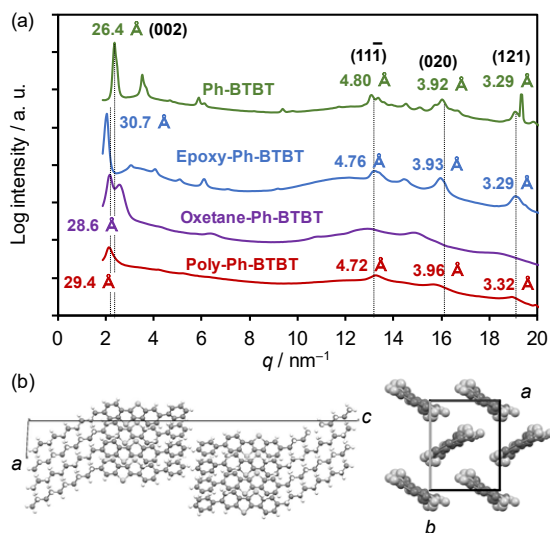 (a)
26.4 Å (002)
(11-1̅)
(020)
(121)
Ph-BTBT
4.80 Å
3.92 Å
3.29 Å
30.7 Å
Epoxy-Ph-BTBT
4.76 Å
3.93 Å
3.29 Å
Oxetane-Ph-BTBT
28.6 Å
Poly-Ph-BTBT
29.4 Å
4.72 Å
3.96 Å
3.32 Å
Log intensity / a. u.
0 2 4 6 8 10 12 14 16 18 20
q / nm⁻¹
(b)
c
a
a
b